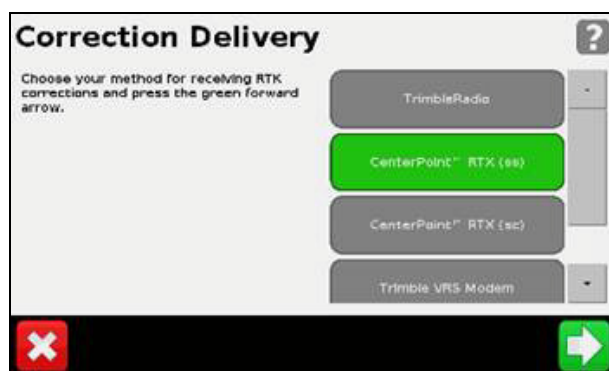 Correction Delivery
?
Choose your method for receiving RTK
corrections and press the green forward
arrow.
TrimbleRadio
CenterPoint™ RTX (ss)
CenterPoint™ RTX (sc)
Trimble VRS Modem